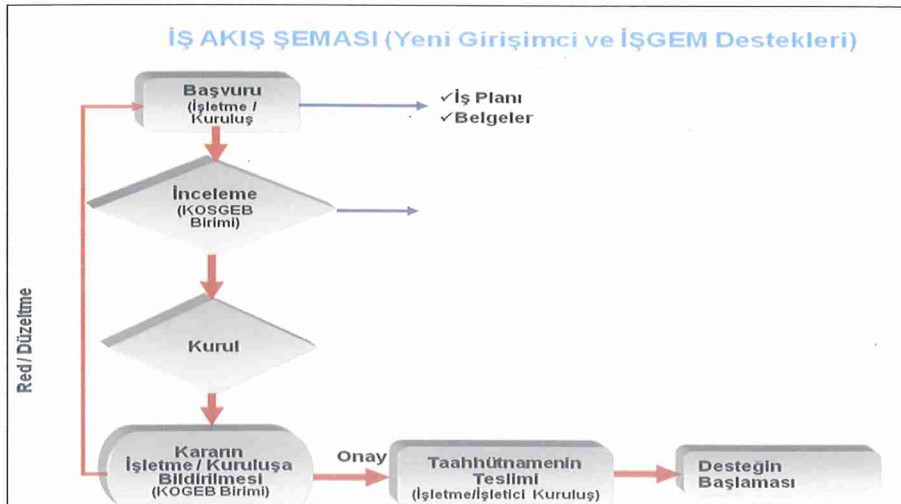 İŞ AKIŞ ŞEMASI (Yeni Girişimci ve İŞGEM Destekleri)
Başvuru
(İşletme /
Kuruluş
✓İş Planı
✓Belgeler
İnceleme
(KOSGEB
Birimi)
Kurul
Red / Düzeltme
Kararın
İşletme / Kuruluşa
Bildirilmesi
(KOGEB Birimi)
Onay
Taahhütnamenin
Teslimi
(İşletme/İşletici Kuruluş)
Desteğin
Başlaması